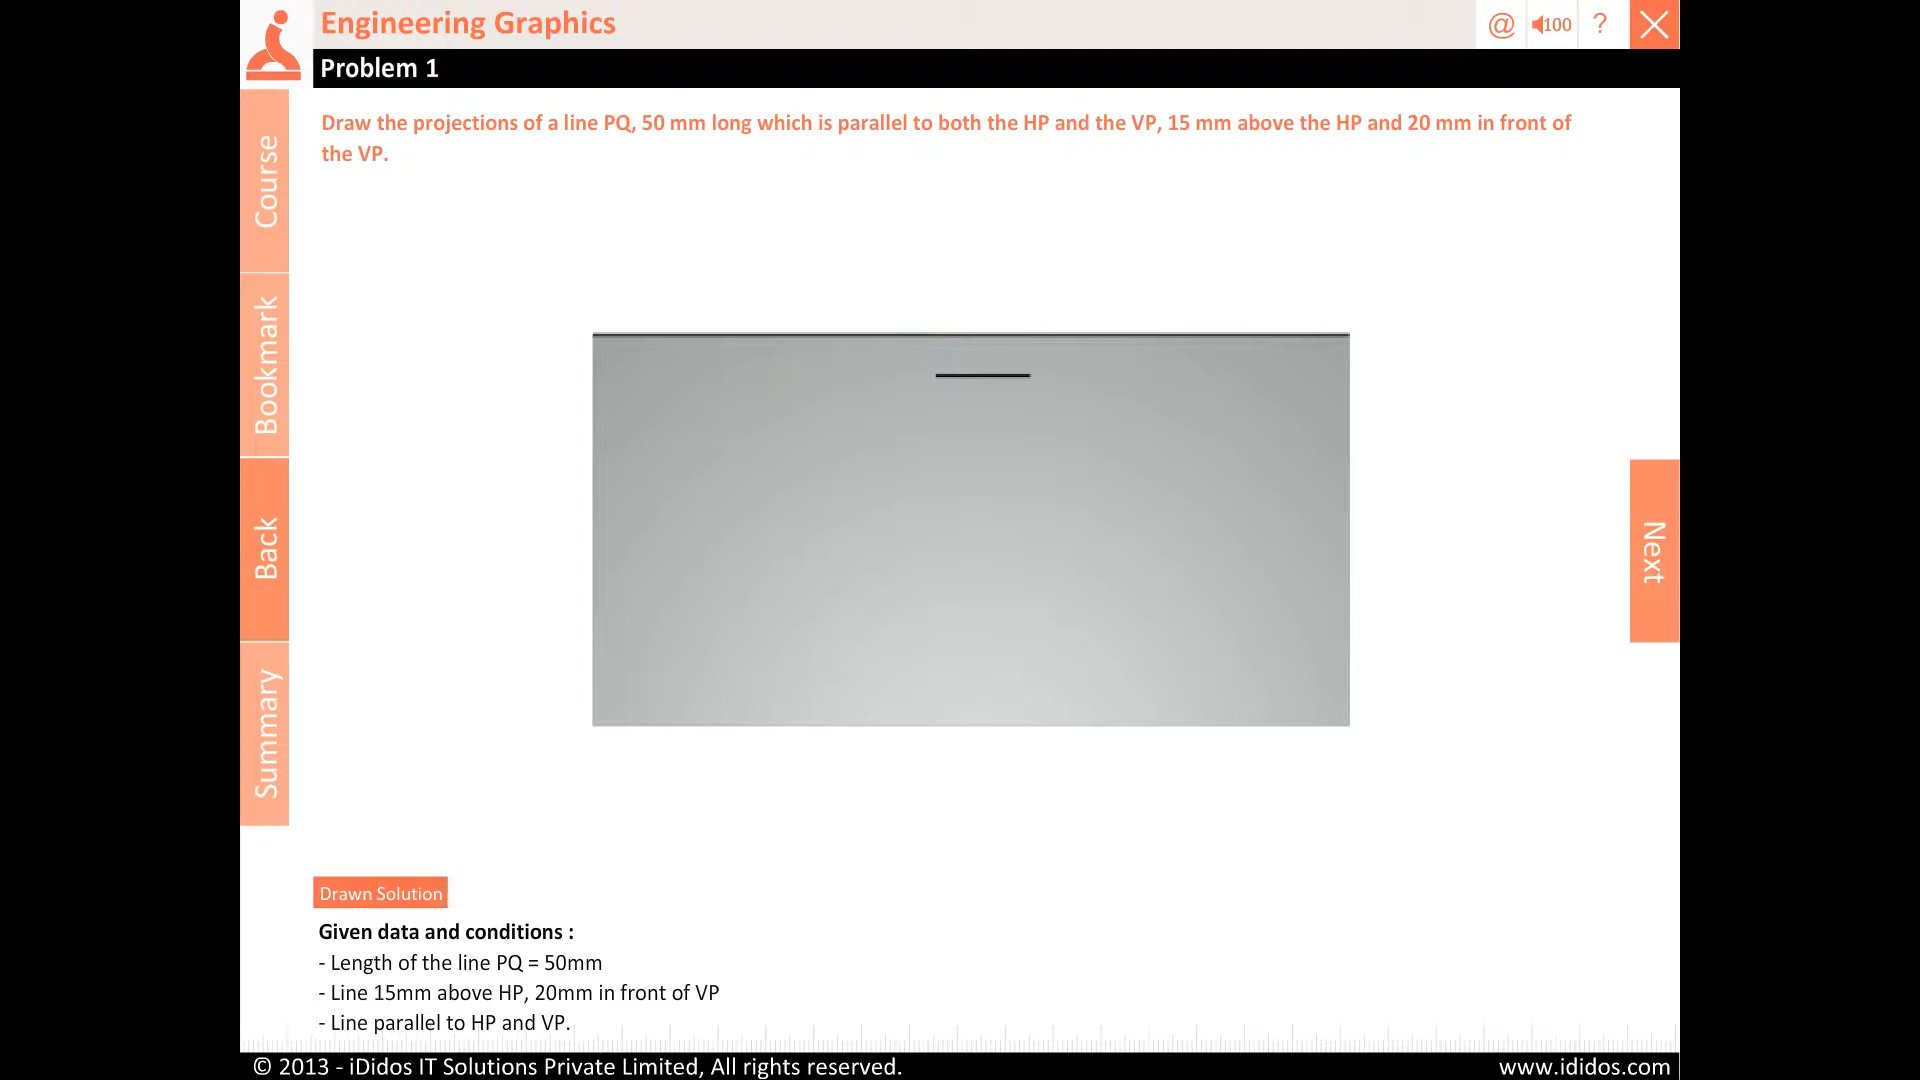 Engineering Graphics
@
100
?
Problem 1
Draw the projections of a line PQ, 50 mm long which is parallel to both the HP and the VP, 15 mm above the HP and 20 mm in front of
the VP.
Course
Bookmark
Back
Summary
Next
Drawn Solution
Given data and conditions :
- Length of the line PQ = 50mm
- Line 15mm above HP, 20mm in front of VP
- Line parallel to HP and VP.
© 2013 - iDidos IT Solutions Private Limited, All rights reserved.
www.ididos.com